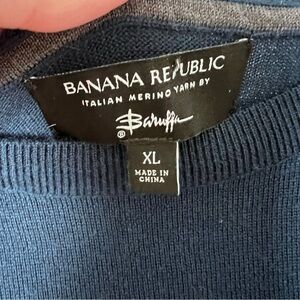 BANANA REPUBLIC
ITALIAN MERINO YARN BY
Baruffa
®
XL
MADE IN
CHINA